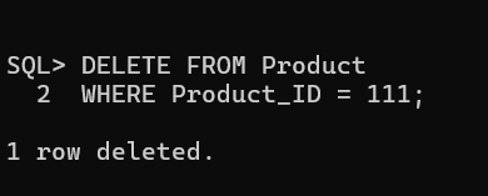 SQL> DELETE FROM Product
  2  WHERE Product_ID = 111;
1 row deleted.